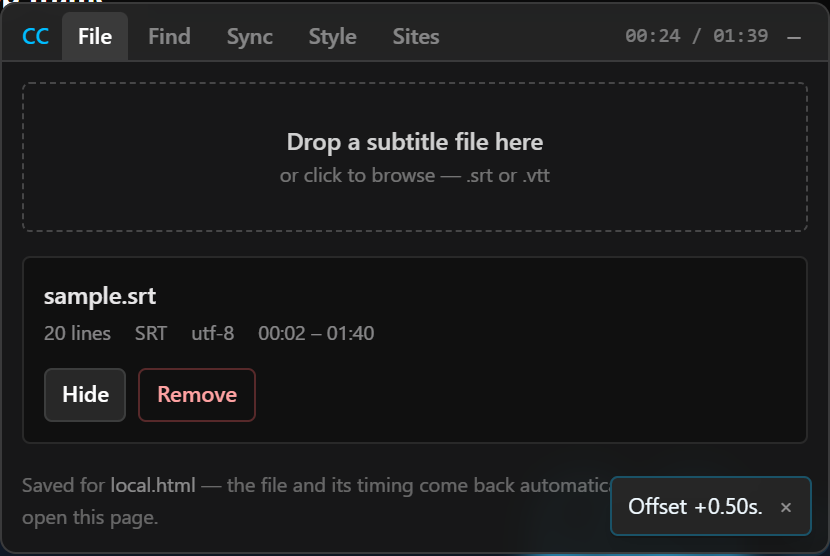 CC File Find Sync Style Sites 00:24 / 01:39 –
Drop a subtitle file here
or click to browse — .srt or .vtt
sample.srt
20 lines SRT utf-8 00:02 – 01:40
Hide Remove
Saved for local.html — the file and its timing come back
open this page.
Offset +0.50s. ×